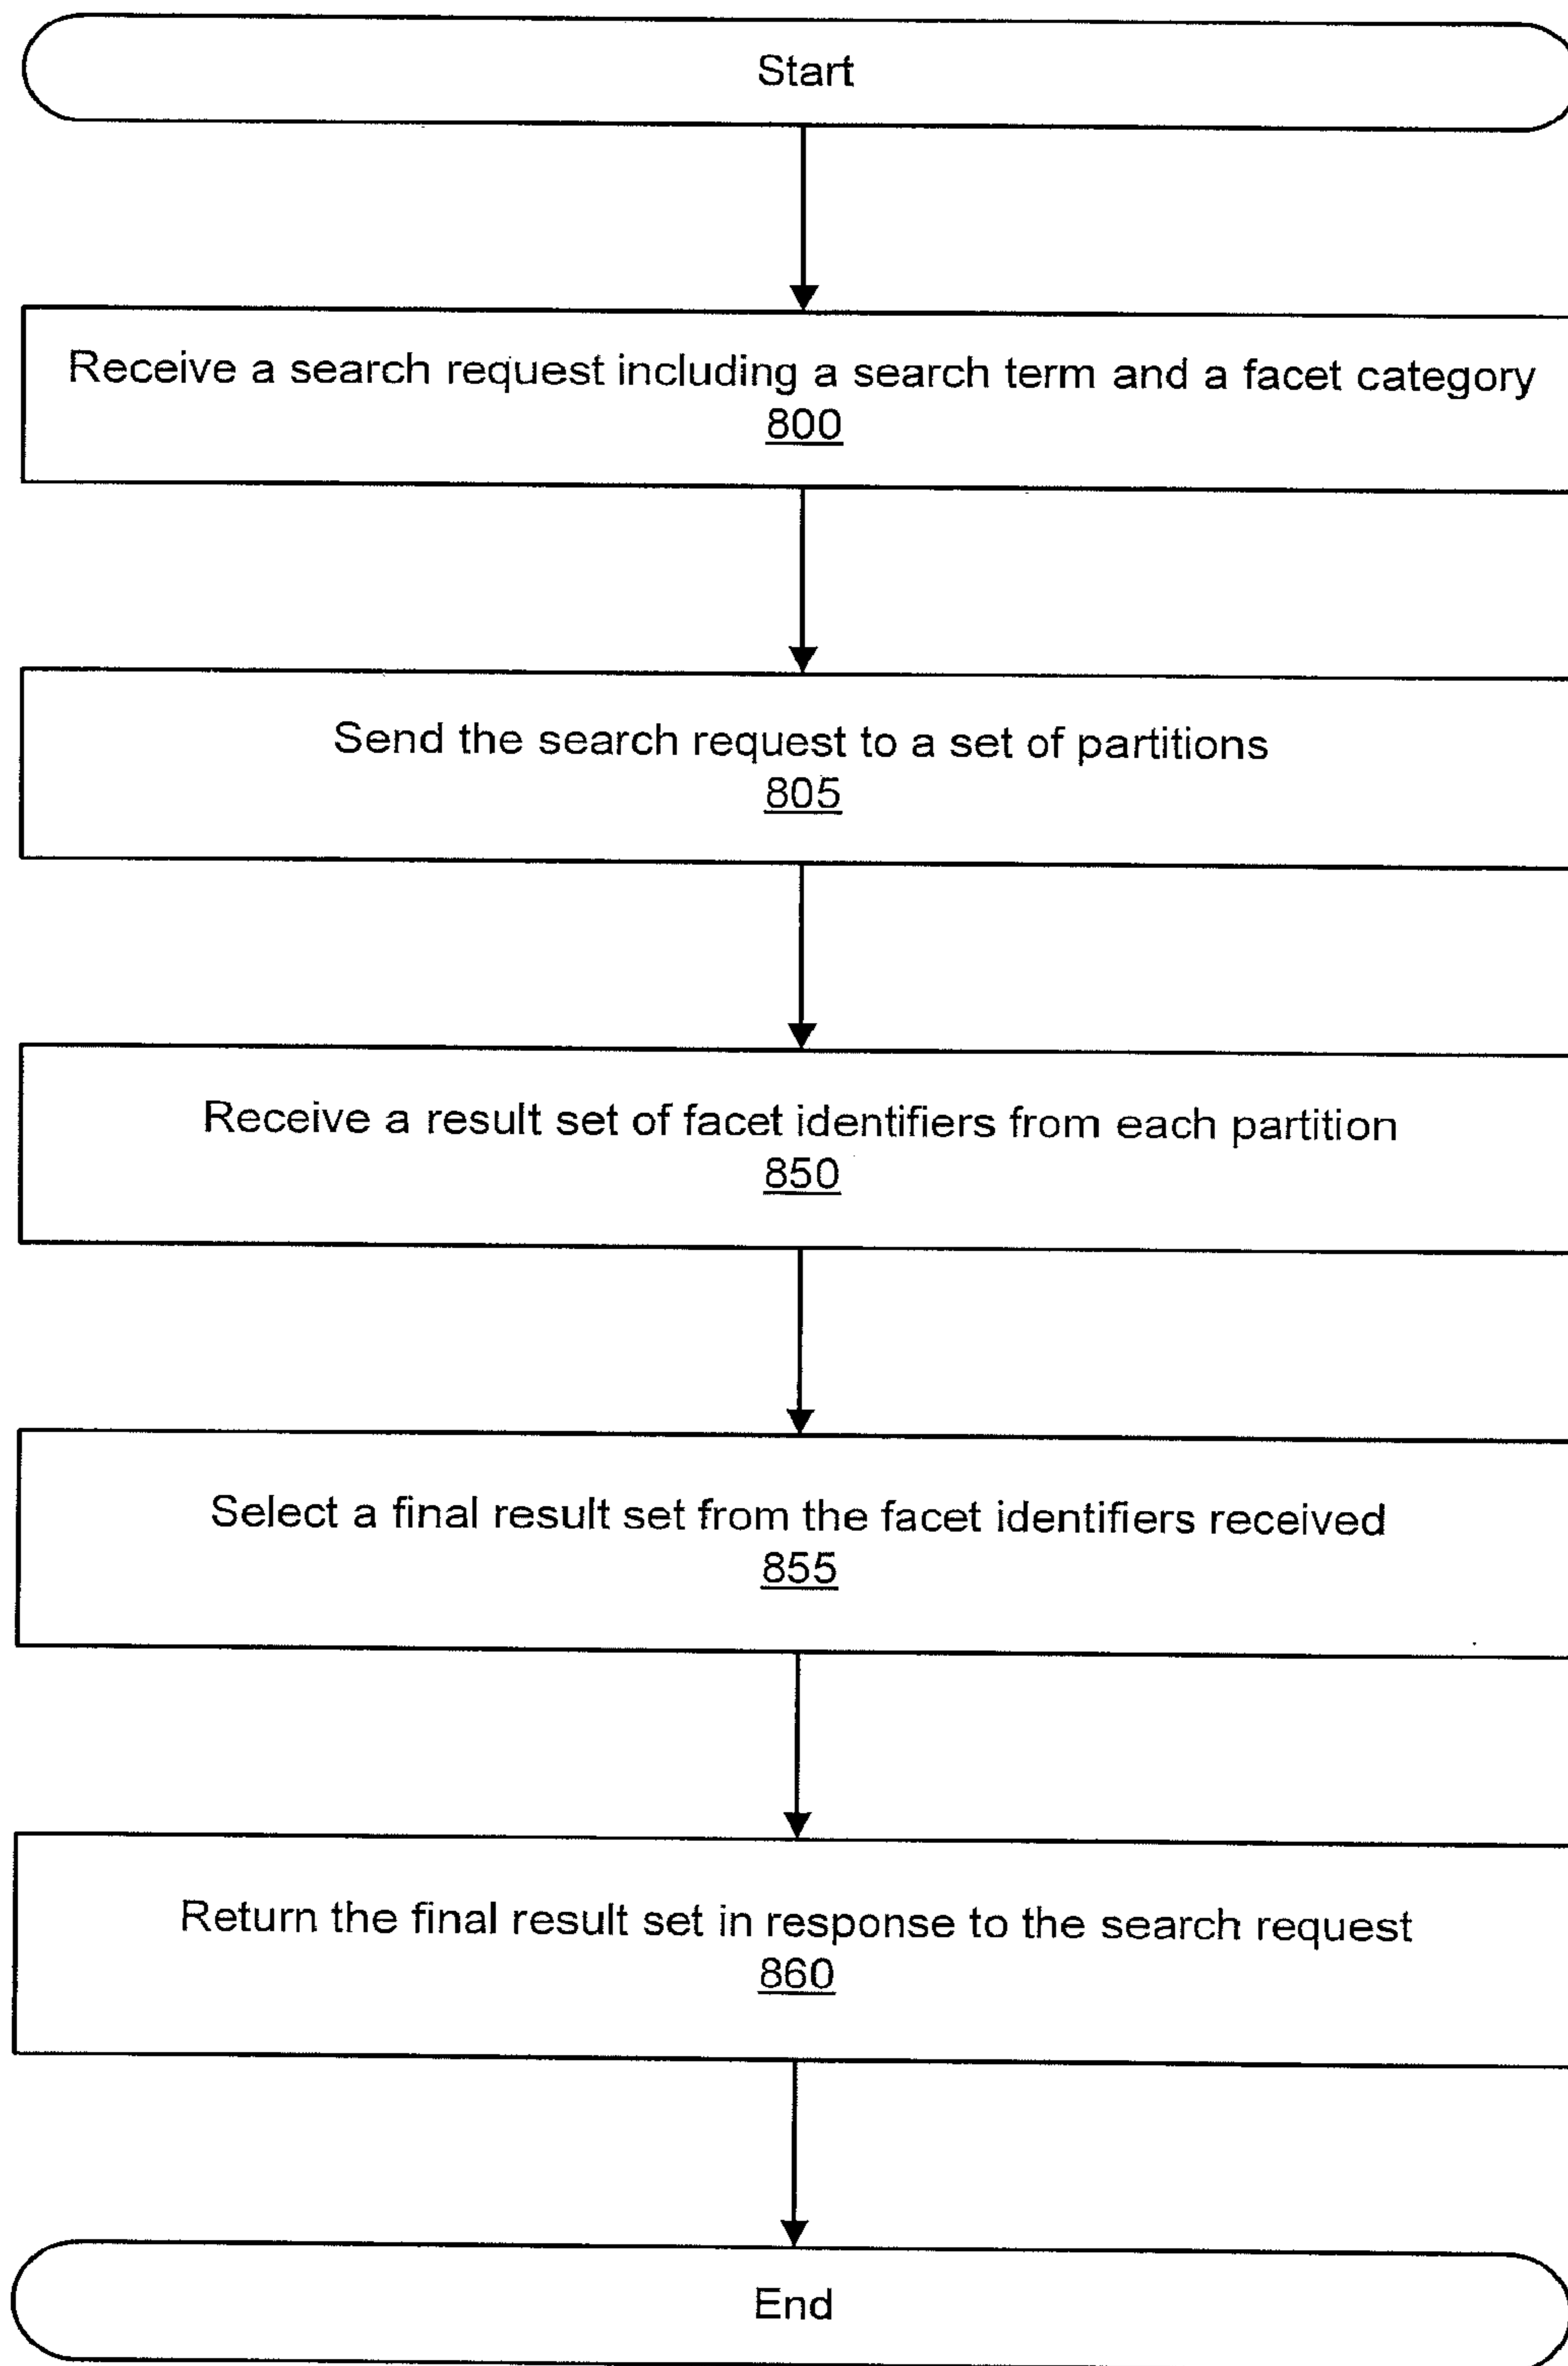 Start
Receive a search request including a search term and a facet category
800
Send the search request to a set of partitions
805
Receive a result set of facet identifiers from each partition
850
Select a final result set from the facet identifiers received
855
Return the final result set in response to the search request
860
End